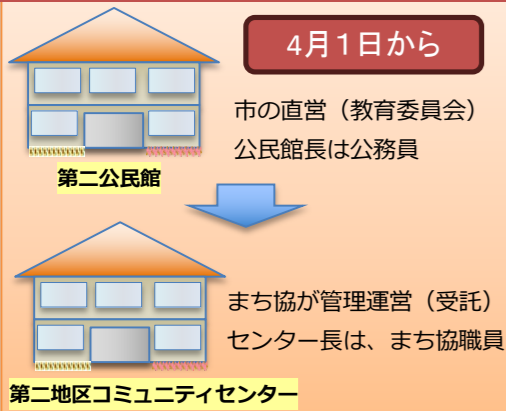 4月１日から
市の直営（教育委員会）
公民館長は公務員
第二公民館
まち協が管理運営（受託）
センター長は、まち協職員
第二地区コミュニティセンター